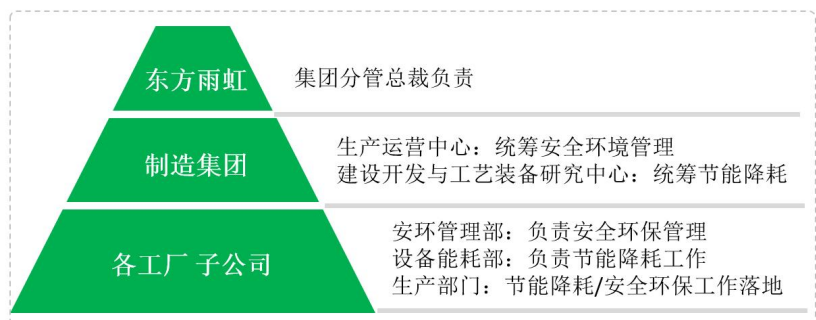 东方雨虹
集团分管总裁负责
制造集团
生产运营中心：统筹安全环境管理
建设开发与工艺装备研究中心：统筹节能降耗
各工厂 子公司
安环管理部：负责安全环保管理
设备能耗部：负责节能降耗工作
生产部门：节能降耗/安全环保工作落地